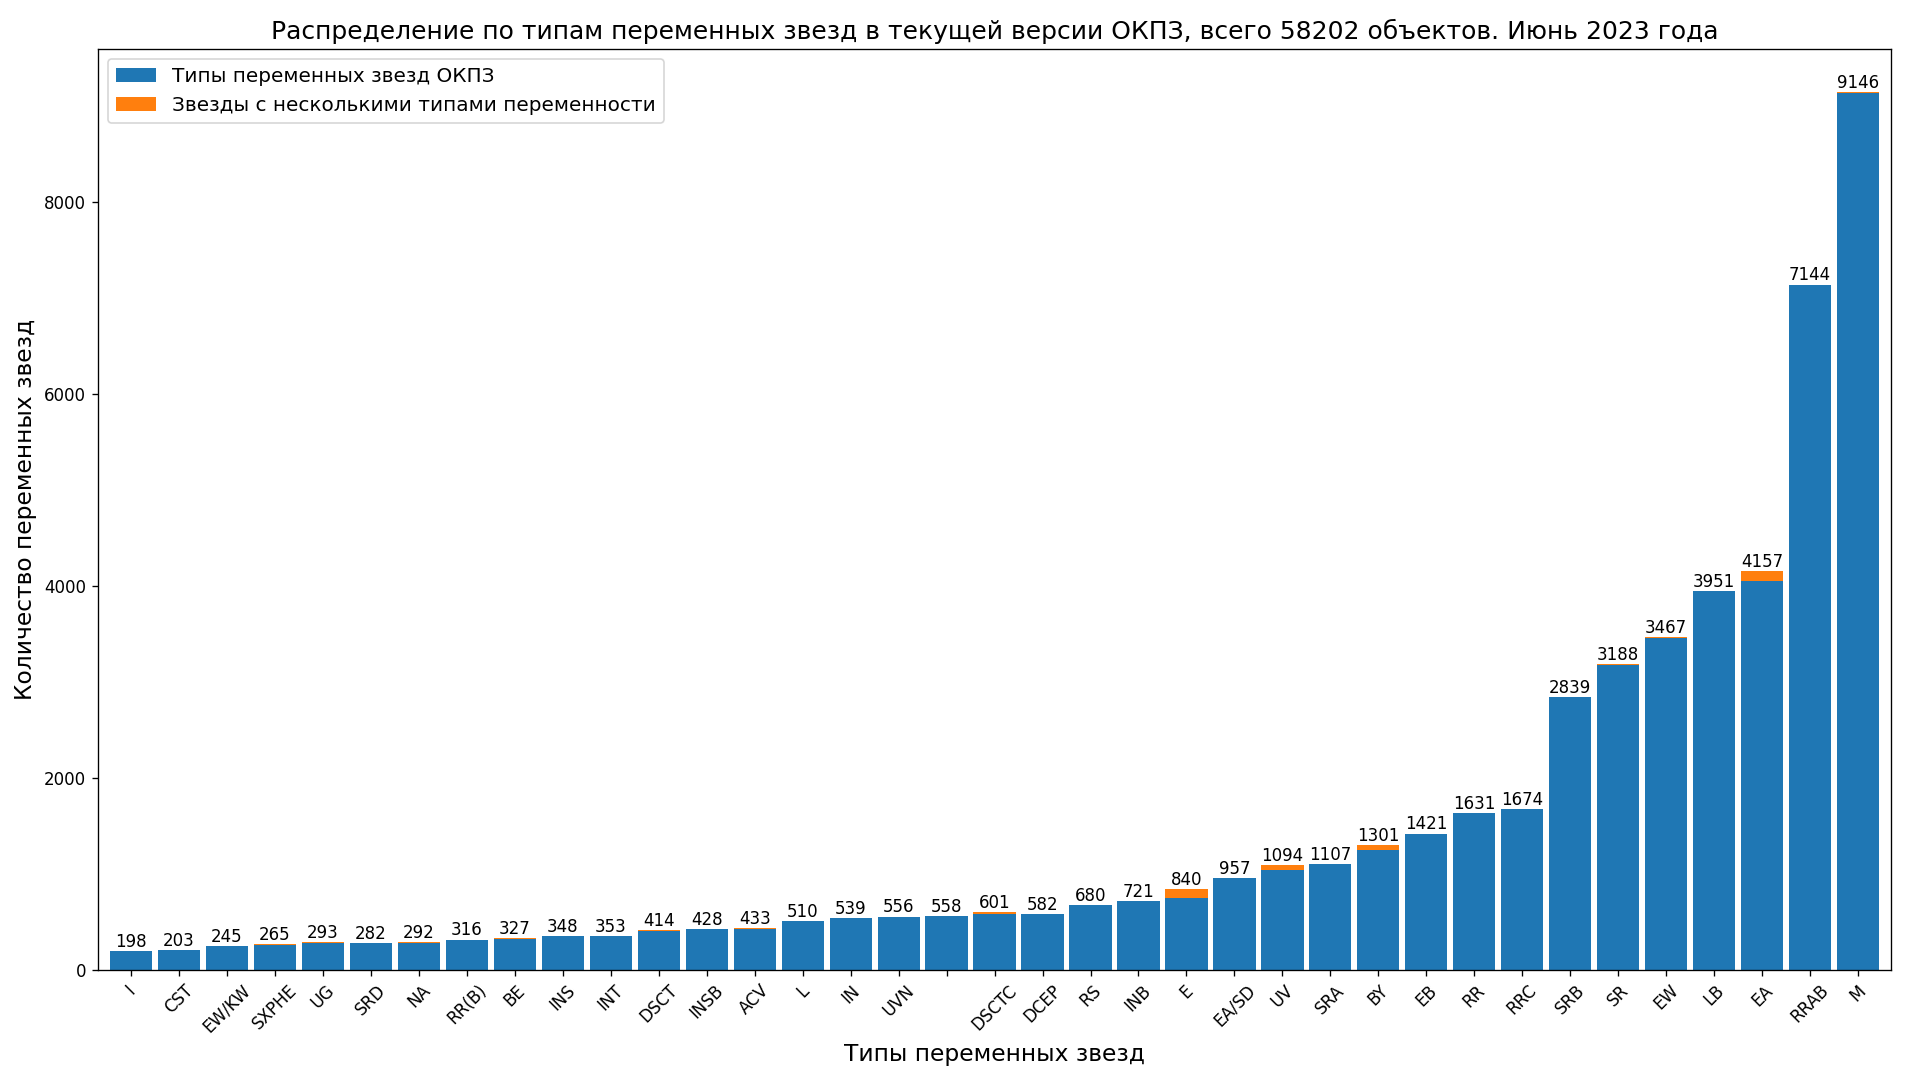 Распределение по типам переменных звезд в текущей версии ОКПЗ, всего 58202 объектов. Июнь 2023 года
Типы переменных звезд ОКПЗ
Звезды с несколькими типами переменности
Количество переменных звезд
8000
6000
4000
2000
0
198
203
245
265
293
282
292
316
327
348
353
414
428
433
510
539
556
558
601
582
680
721
840
957
1094
1107
1301
1421
1631
1674
2839
3188
3467
3951
4157
7144
9146
I
CST
EW/KW
SXPHE
UG
SRD
NA
RR(B)
BE
INS
INT
DSCT
INSB
ACV
L
IN
UVN
DSCTC
DCEP
RS
INB
E
EA/SD
UV
SRA
BY
EB
RR
RRC
SRB
SR
EW
LB
EA
RRAB
M
Типы переменных звезд